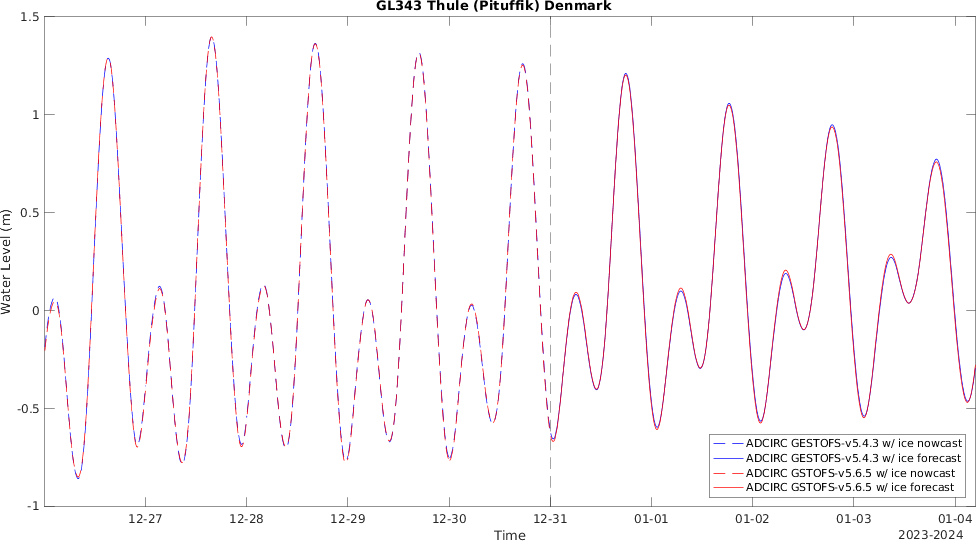 GL343 Thule (Pituffik) Denmark
1.5
1
0.5
0
-0.5
-1
Water Level (m)
12-27 12-28 12-29 12-30 12-31 01-01 01-02 01-03 01-04
Time
2023-2024
ADCIRC GESTOFS-v5.4.3 w/ ice nowcast
ADCIRC GESTOFS-v5.4.3 w/ ice forecast
ADCIRC GSTOFS-v5.6.5 w/ ice nowcast
ADCIRC GSTOFS-v5.6.5 w/ ice forecast